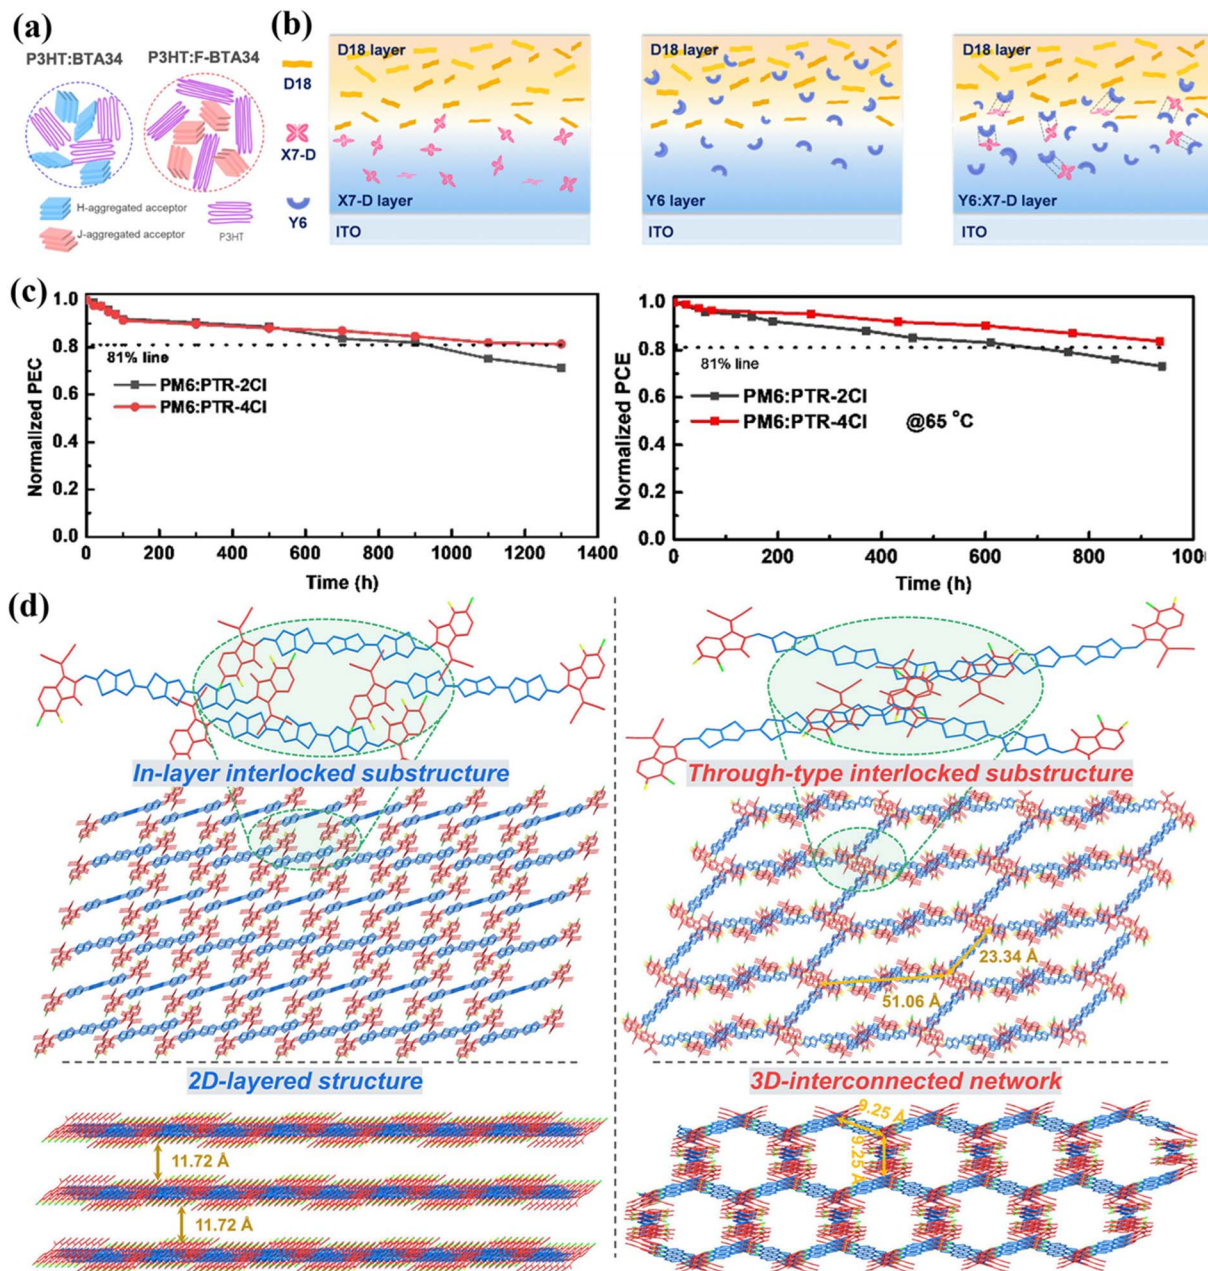 (a)
P3HT:BTA34
P3HT:F-BTA34
H-aggregated acceptor
J-aggregated acceptor
P3HT
(b)
D18
X7-D
Y6
D18 layer
X7-D layer
ITO
D18 layer
Y6 layer
ITO
D18 layer
Y6:X7-D layer
ITO
(c)
Normalized PEC
1.0
0.8
0.6
0.4
0.2
0.0
81% line
PM6:PTR-2Cl
PM6:PTR-4Cl
0
200
400
600
800
1000
1200
1400
Time (h)
Normalized PCE
1.0
0.8
0.6
0.4
0.2
0.0
81% line
PM6:PTR-2Cl
PM6:PTR-4Cl
@65 °C
0
200
400
600
800
Time (h)
(d)
In-layer interlocked substructure
Through-type interlocked substructure
23.34 Å
51.06 Å
2D-layered structure
11.72 Å
11.72 Å
3D-interconnected network
9.25 Å
9.25 Å